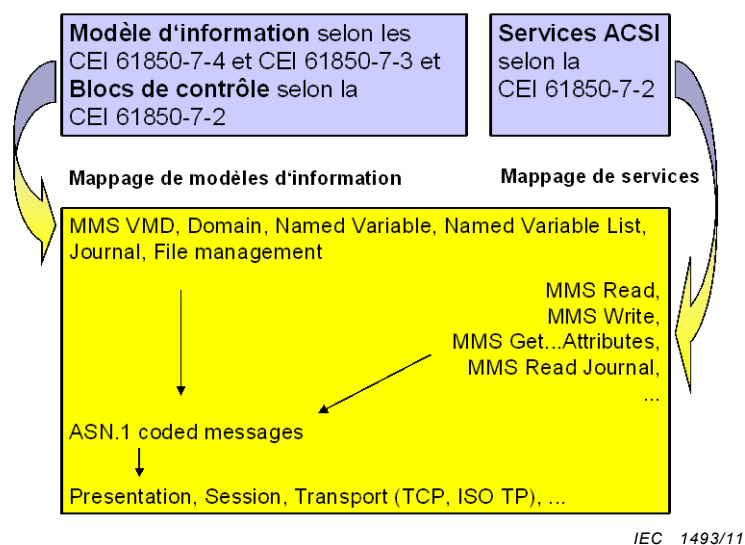 Modèle d‘information selon les
CEI 61850-7-4 et CEI 61850-7-3 et
Blocs de contrôle selon la
CEI 61850-7-2
Services ACSI
selon la
CEI 61850-7-2
Mappage de modèles d‘information
Mappage de services
MMS VMD, Domain, Named Variable, Named Variable List,
Journal, File management
MMS Read,
MMS Write,
MMS Get...Attributes,
MMS Read Journal,
...
ASN.1 coded messages
Presentation, Session, Transport (TCP, ISO TP), ...
IEC 1493/11